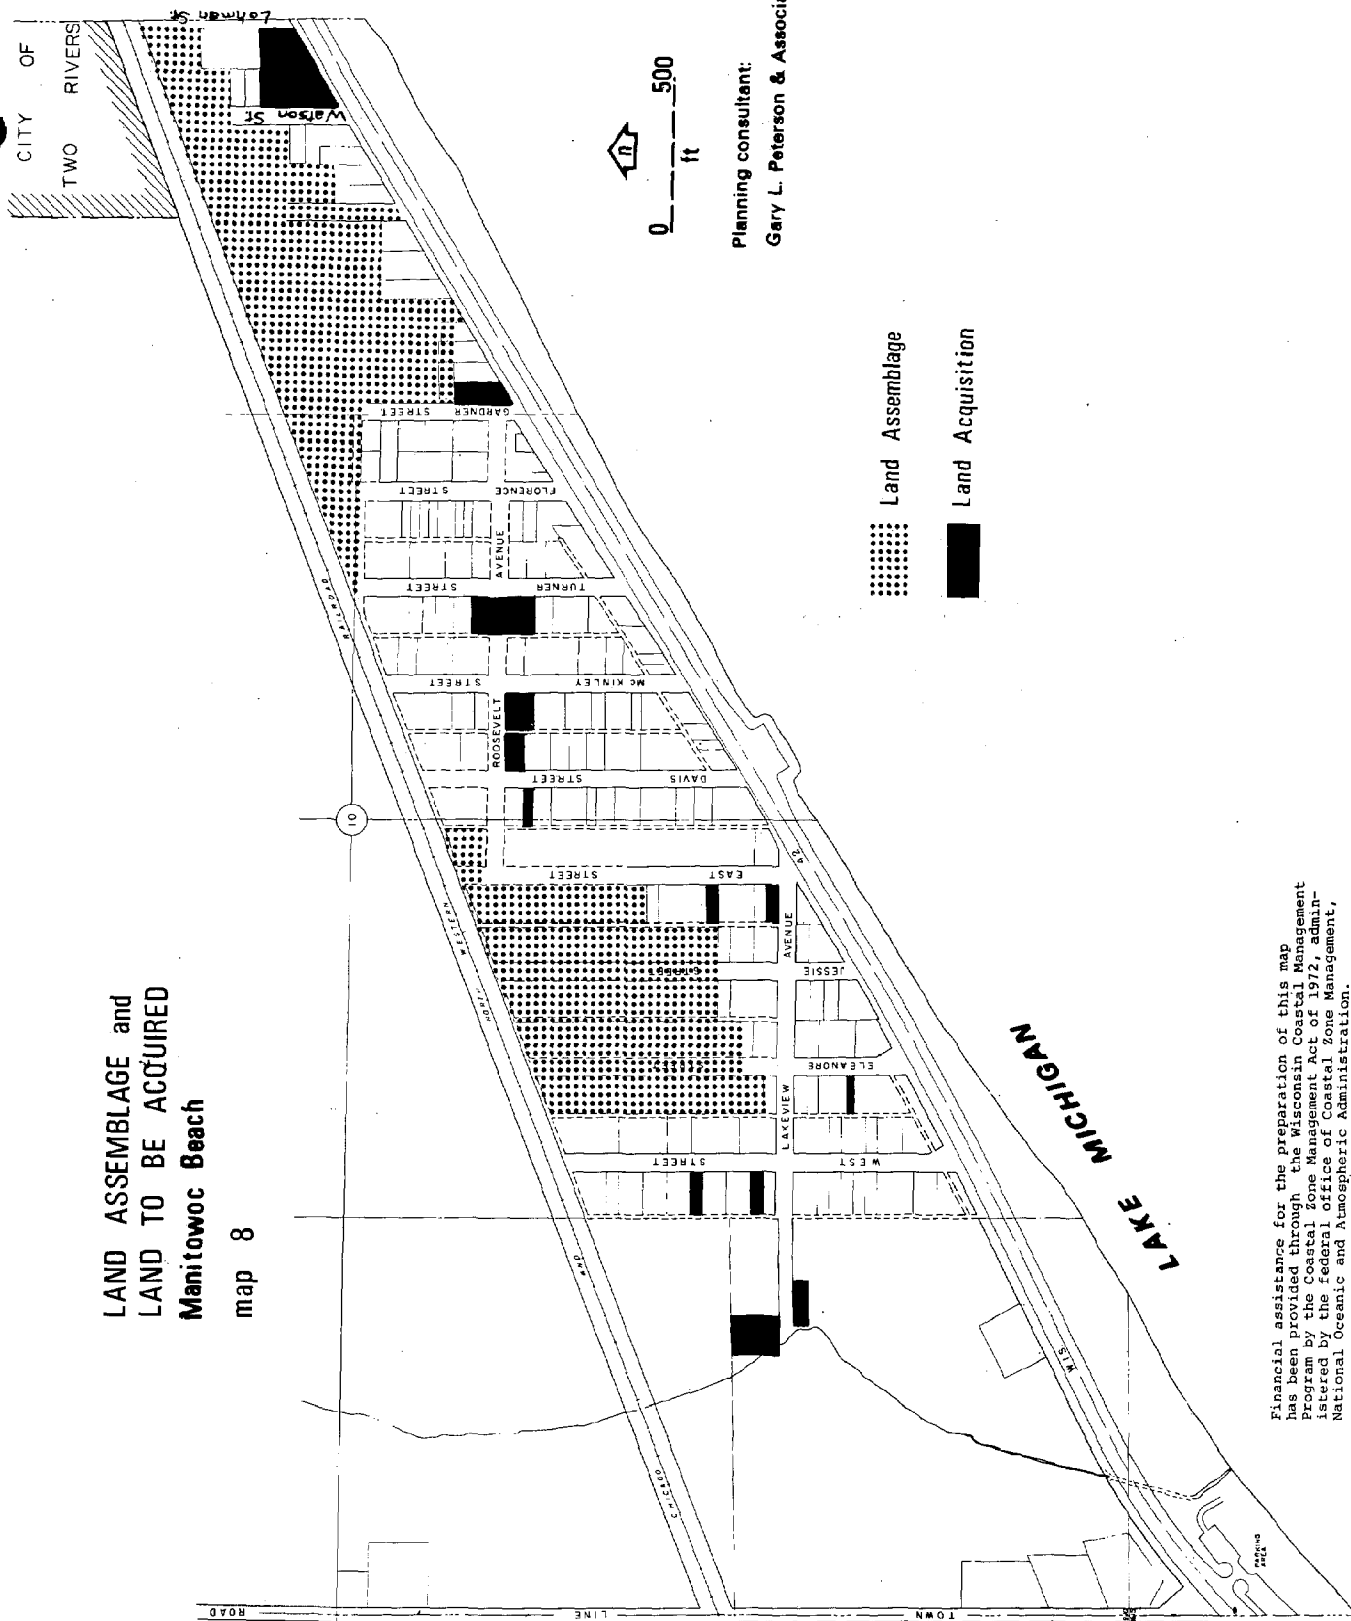 LAND ASSEMBLAGE and
LAND TO BE ACQUIRED
Manitowoc Beach
map 8
CITY OF
TWO RIVERS
Lohman St.
Watson St.
n
0 500
ft
Planning consultant:
Gary L. Peterson & Associa
Land Assemblage
Land Acquisition
GARDNER STREET
FLORENCE STREET
TURNER STREET
MCKINLEY STREET
DAVIS STREET
EAST STREET
JESSIE STREET
ELEANORE STREET
WEST STREET
ROOSEVELT AVENUE
LAKEVIEW AVENUE
CHICAGO AND NORTH WESTERN RAILROAD
10
WIS 42
TOWN LINE ROAD
PARKING
AREA
LAKE MICHIGAN
Financial assistance for the preparation of this map
has been provided through the Wisconsin Coastal Management
Program by the Coastal Zone Management Act of 1972, admin-
istered by the federal office of Coastal Zone Management,
National Oceanic and Atmospheric Administration.